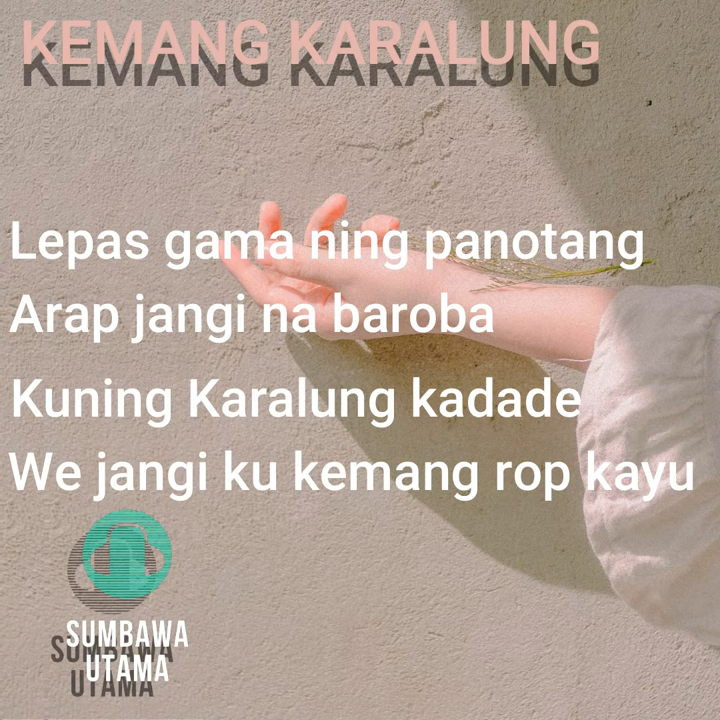 KEMANG KARALUNG
Lepas gama ning panotang
Arap jangi na baroba
Kuning Karalung kadade
We jangi ku kemang rop kayu
SUMBAWA
UTAMA